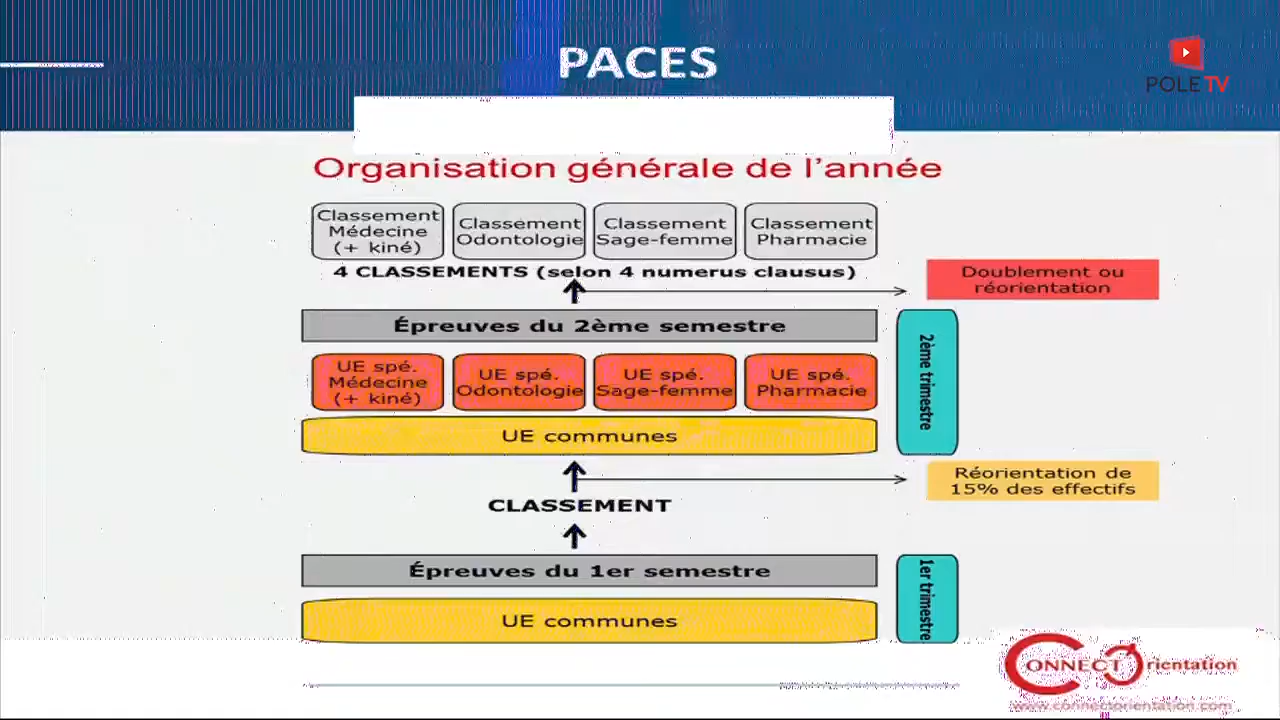 PACES
POLE TV
Organisation générale de l'année
Classement
Médecine
(+ kiné)
Classement
Odontologie
Classement
Sage-femme
Classement
Pharmacie
4 CLASSEMENTS (selon 4 numerus clausus)
Doublement ou
réorientation
Épreuves du 2ème semestre
2ème trimestre
UE spé.
Médecine
(+ kiné)
UE spé.
Odontologie
UE spé.
Sage-femme
UE spé.
Pharmacie
UE communes
Réorientation de
15% des effectifs
CLASSEMENT
Épreuves du 1er semestre
1er trimestre
UE communes
CONNECT Orientation
www.connectorientation.com